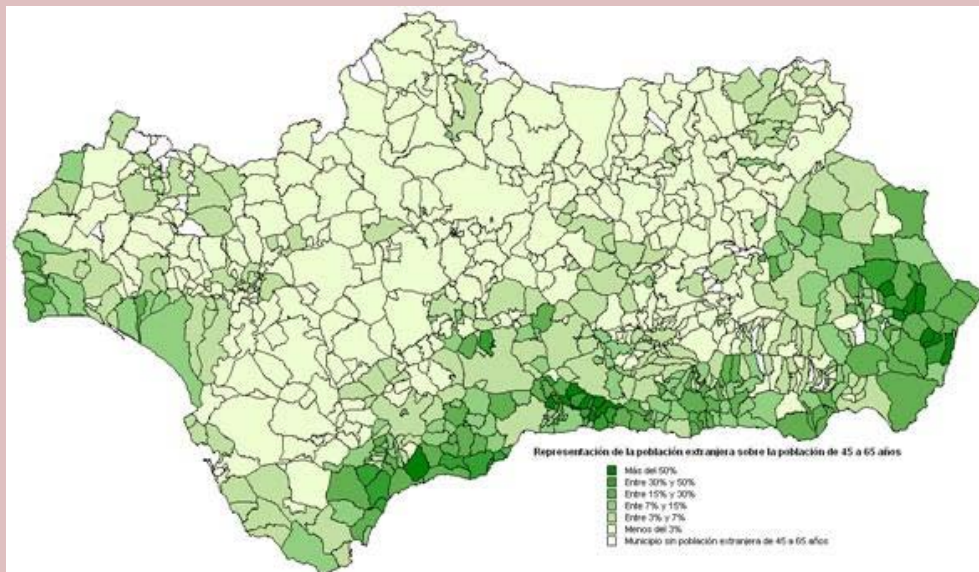 Representación de la población extranjera sobre la población de 45 a 65 años
Más del 50%
Entre 30% y 50%
Entre 15% y 30%
Ente 7% y 15%
Entre 3% y 7%
Menos del 3%
Municipio sin población extranjera de 45 a 65 años